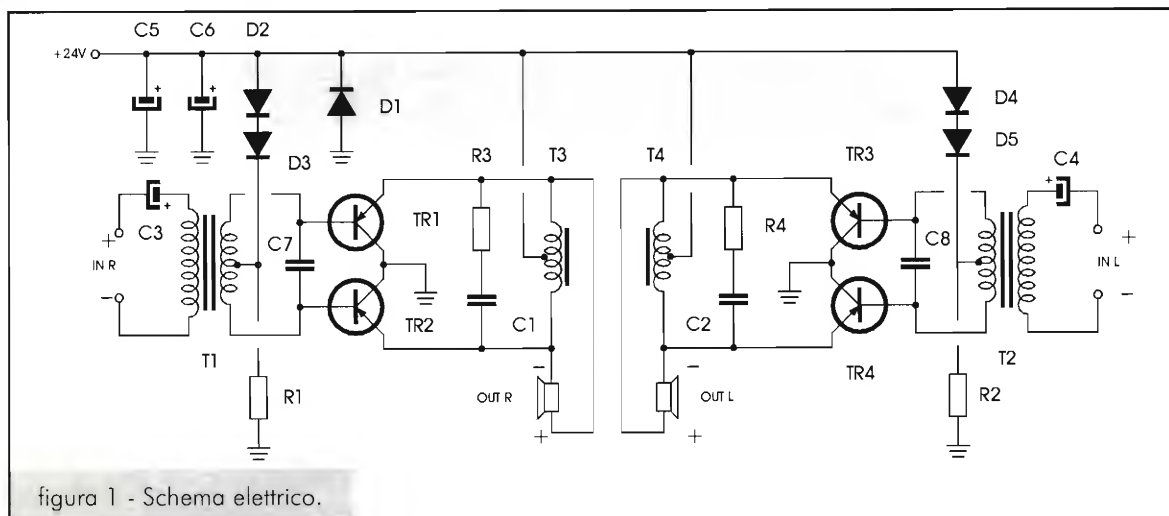 C5 C6 D2
+24V
+ +
D1
D4
D5
D3
R3 T3 T4 TR3
C4
C3
+
+
IN R
-
C7
TR1
R4
C8
+
IN L
-
TR2
C1
C2
T1
TR4
T2
R1
-
OUT R
+
-
OUT L
+
R2
figura 1 - Schema elettrico.